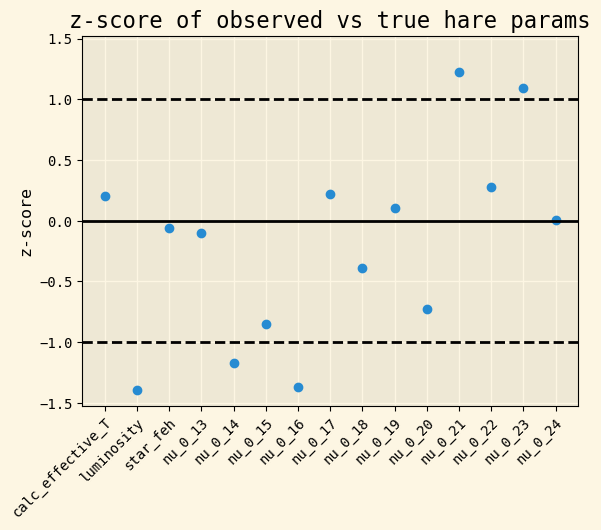 z-score of observed vs true hare params
z-score
1.5
1.0
0.5
0.0
−0.5
−1.0
−1.5
calc_effective_T
luminosity
star_feh
nu_0_13
nu_0_14
nu_0_15
nu_0_16
nu_0_17
nu_0_18
nu_0_19
nu_0_20
nu_0_21
nu_0_22
nu_0_23
nu_0_24